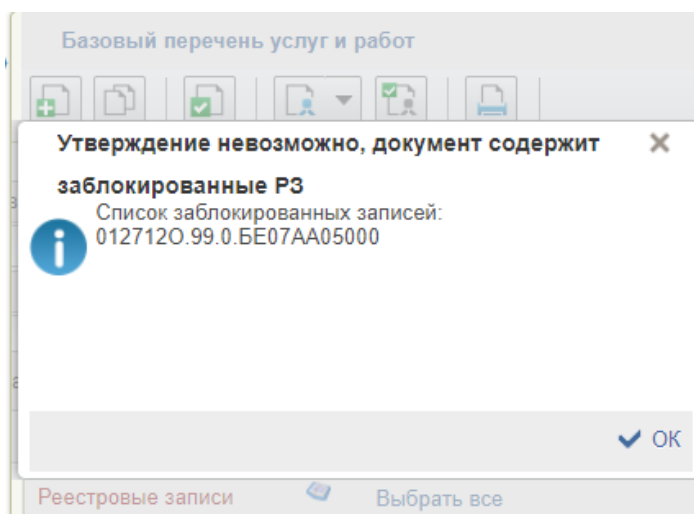 Базовый перечень услуг и работ
Утверждение невозможно, документ содержит
заблокированные РЗ
Список заблокированных записей:
012712О.99.0.БЕ07АА05000
ОК
Реестровые записи
Выбрать все